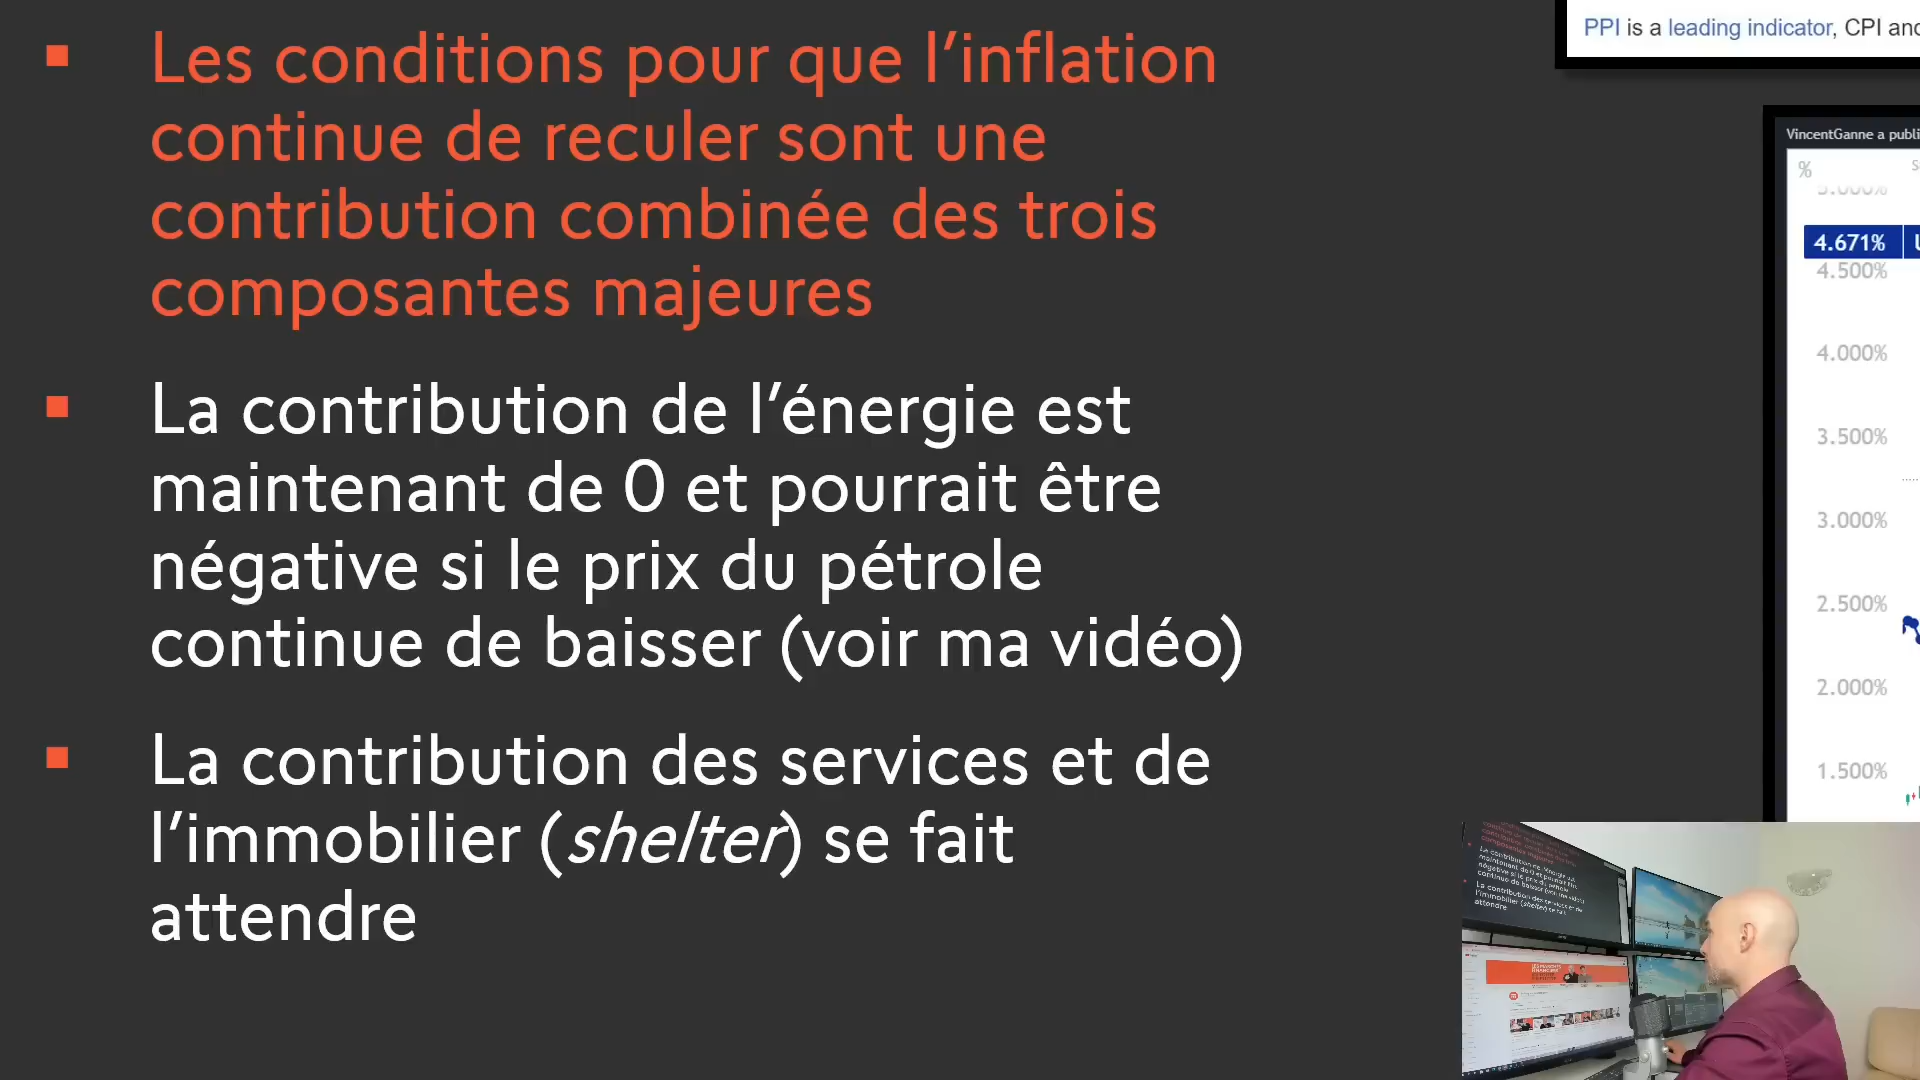 Les conditions pour que l’inflation
continue de reculer sont une
contribution combinée des trois
composantes majeures
La contribution de l’énergie est
maintenant de 0 et pourrait être
négative si le prix du pétrole
continue de baisser (voir ma vidéo)
La contribution des services et de
l’immobilier (shelter) se fait
attendre
PPI is a leading indicator, CPI and
VincentGanne a publi
%
5.000%
4.671%
4.500%
4.000%
3.500%
3.000%
2.500%
2.000%
1.500%